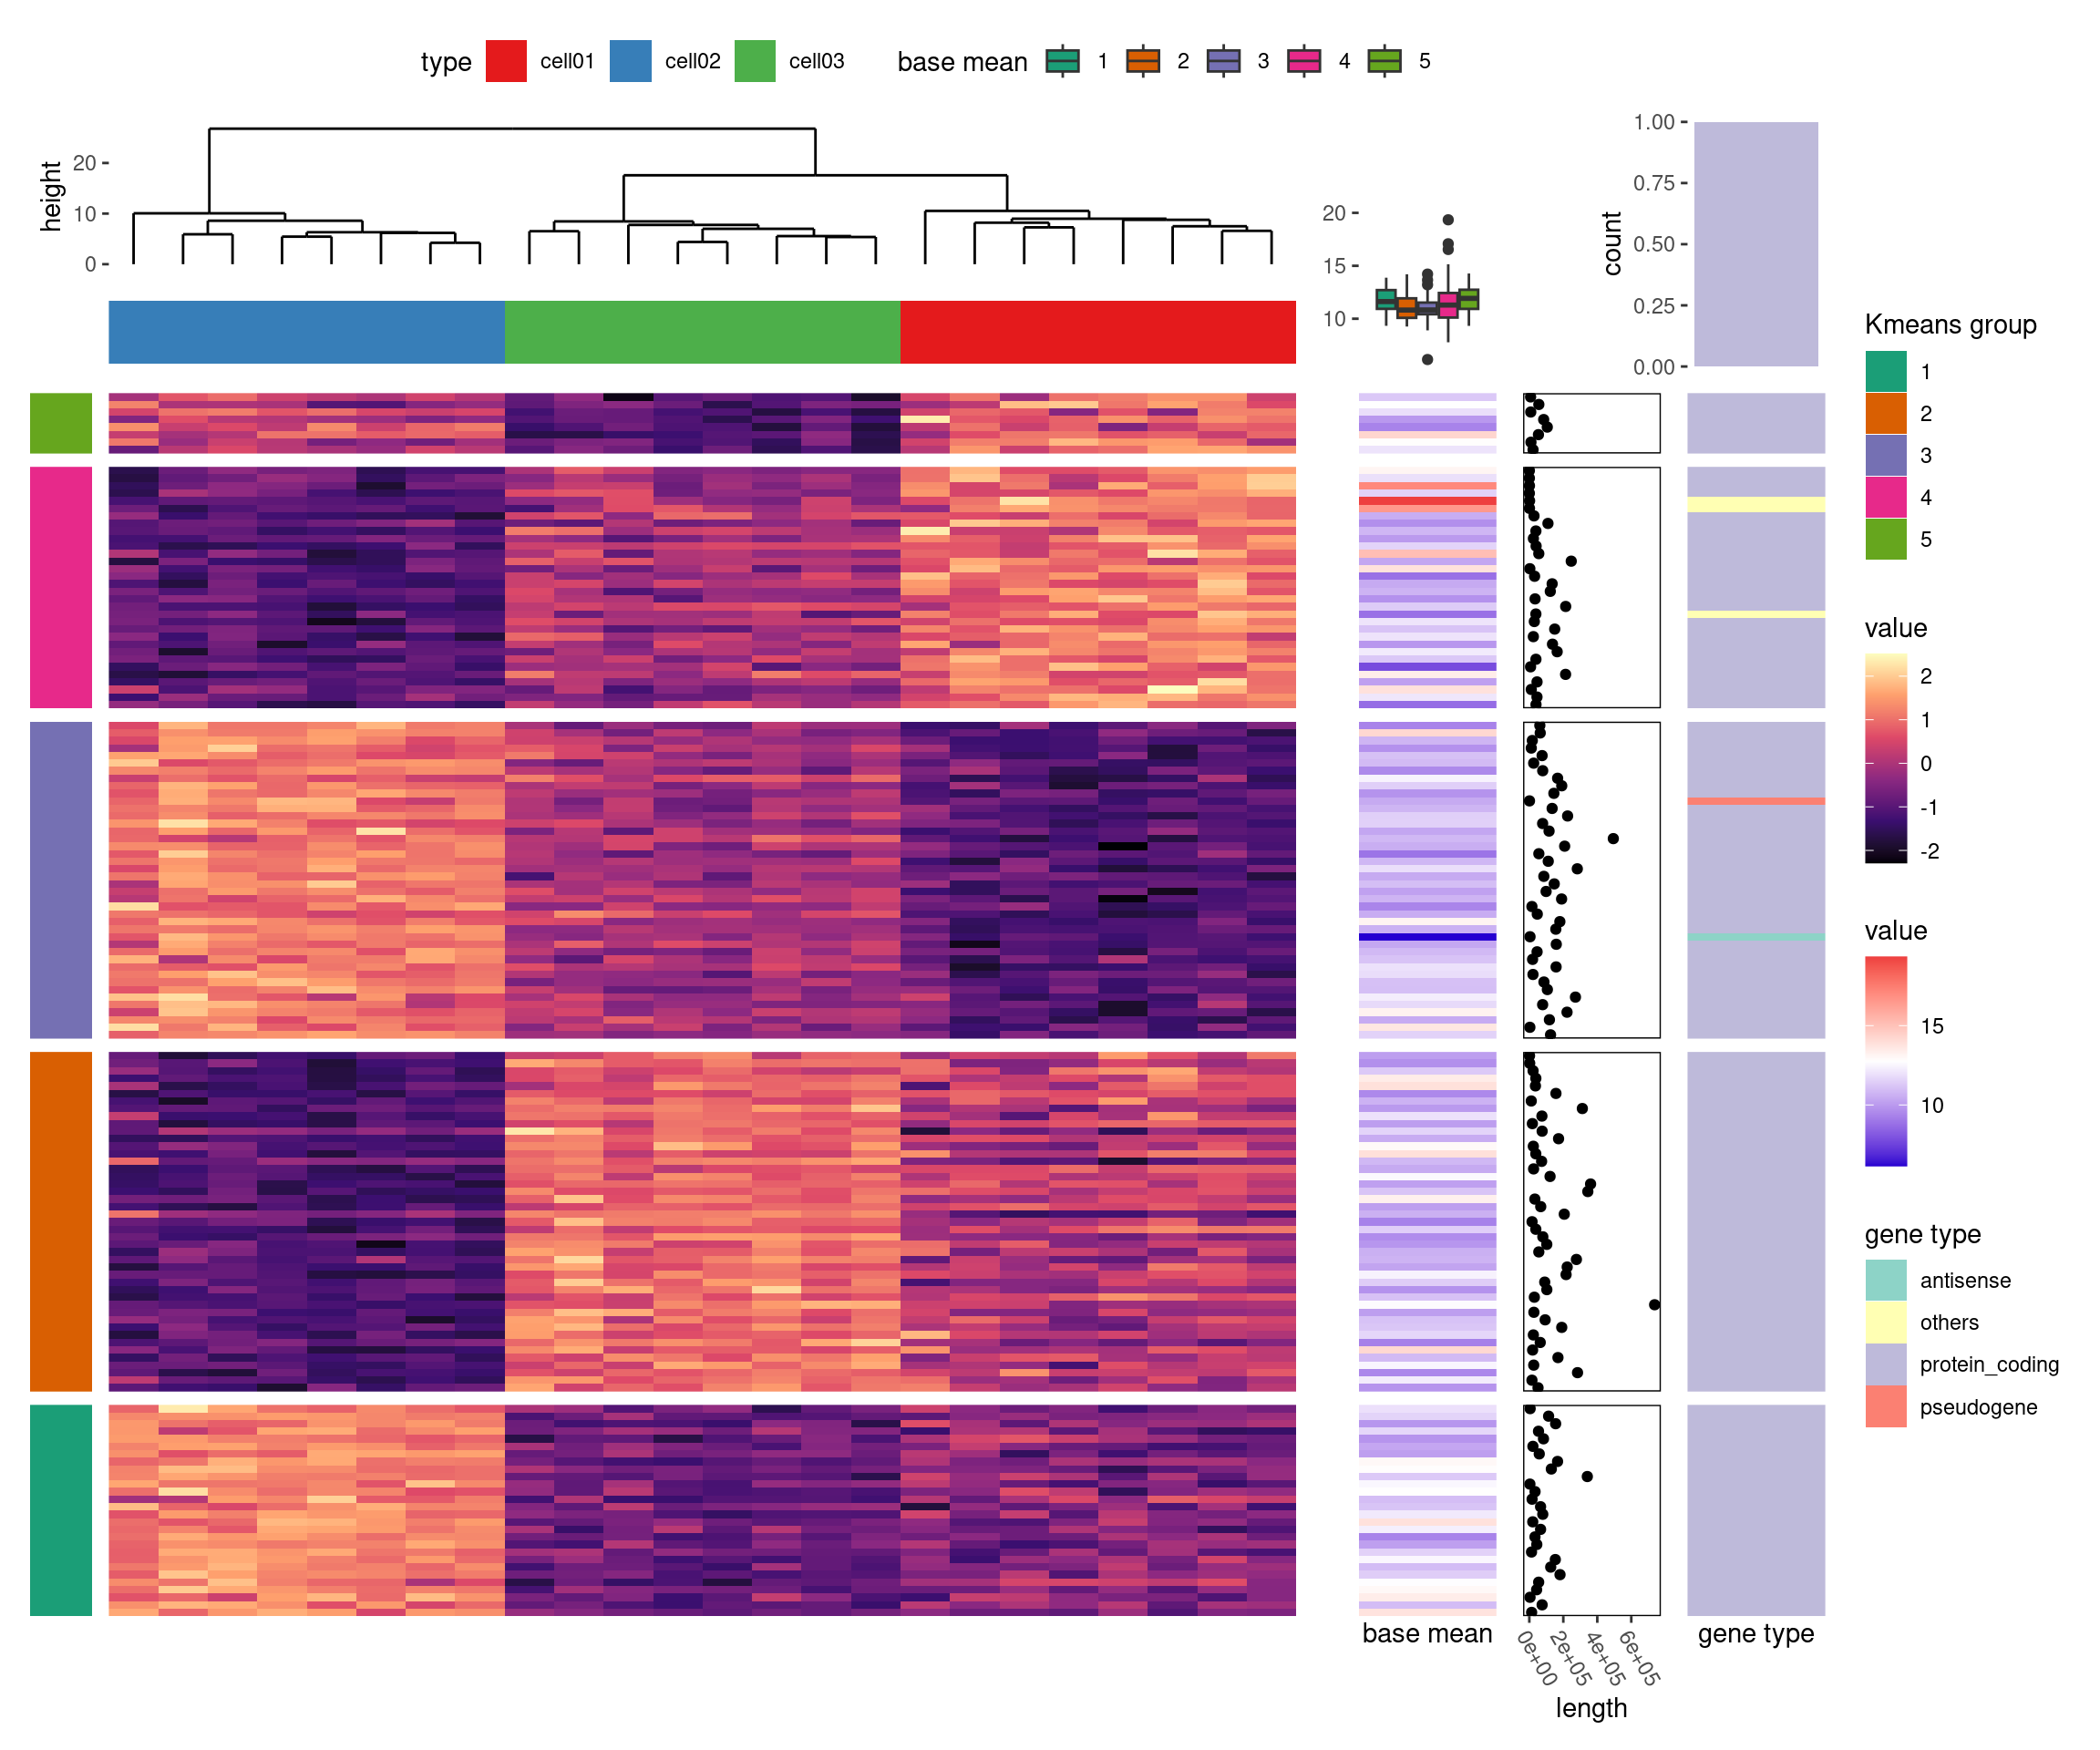 type cell01 cell02 cell03 base mean 1 2 3 4 5
height
20
10
0
20
15
10
count
1.00
0.75
0.50
0.25
0.00
Kmeans group
1
2
3
4
5
value
2
1
0
-1
-2
value
15
10
gene type
antisense
others
protein_coding
pseudogene
base mean
0e+00 2e+05 4e+05 6e+05
length
gene type